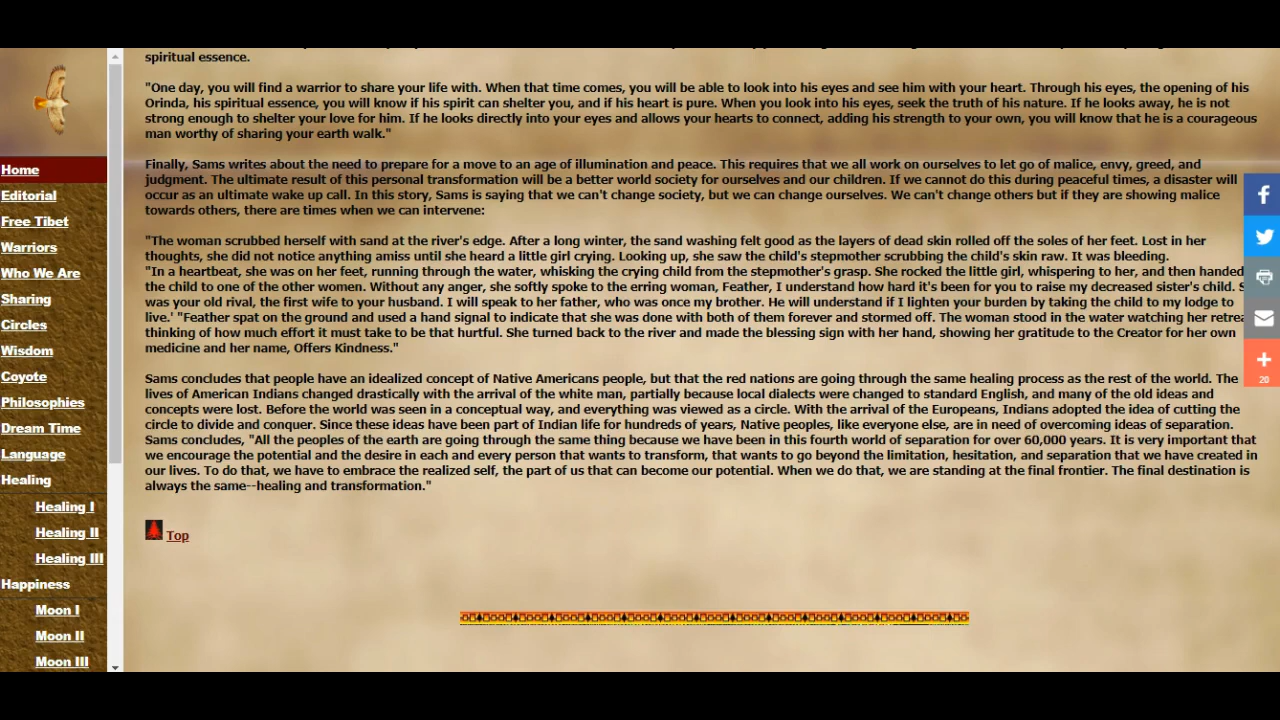 spiritual essence.
"One day, you will find a warrior to share your life with. When that time comes, you will be able to look into his eyes and see him with your heart. Through his eyes, the opening of his
Orinda, his spiritual essence, you will know if his spirit can shelter you, and if his heart is pure. When you look into his eyes, seek the truth of his nature. If he looks away, he is not
strong enough to shelter your love for him. If he looks directly into your eyes and allows your hearts to connect, adding his strength to your own, you will know that he is a courageous
man worthy of sharing your earth walk."
Finally, Sams writes about the need to prepare for a move to an age of illumination and peace. This requires that we all work on ourselves to let go of malice, envy, greed, and
judgment. The ultimate result of this personal transformation will be a better world society for ourselves and our children. If we cannot do this during peaceful times, a disaster will
occur as an ultimate wake up call. In this story, Sams is saying that we can't change society, but we can change ourselves. We can't change others but if they are showing malice
towards others, there are times when we can intervene:
"The woman scrubbed herself with sand at the river's edge. After a long winter, the sand washing felt good as the layers of dead skin rolled off the soles of her feet. Lost in her
thoughts, she did not notice anything amiss until she heard a little girl crying. Looking up, she saw the child's stepmother scrubbing the child's skin raw. It was bleeding.
"In a heartbeat, she was on her feet, running through the water, whisking the crying child from the stepmother's grasp. She rocked the little girl, whispering to her, and then handed
the child to one of the other women. Without any anger, she softly spoke to the erring woman, Feather, I understand how hard it's been for you to raise my decreased sister's child. S
was your old rival, the first wife to your husband. I will speak to her father, who was once my brother. He will understand if I lighten your burden by taking the child to my lodge to
live.' "Feather spat on the ground and used a hand signal to indicate that she was done with both of them forever and stormed off. The woman stood in the water watching her retrea
thinking of how much effort it must take to be that hurtful. She turned back to the river and made the blessing sign with her hand, showing her gratitude to the Creator for her own
medicine and her name, Offers Kindness."
Sams concludes that people have an idealized concept of Native Americans people, but that the red nations are going through the same healing process as the rest of the world. The
lives of American Indians changed drastically with the arrival of the white man, partially because local dialects were changed to standard English, and many of the old ideas and
concepts were lost. Before the world was seen in a conceptual way, and everything was viewed as a circle. With the arrival of the Europeans, Indians adopted the idea of cutting the
circle to divide and conquer. Since these ideas have been part of Indian life for hundreds of years, Native peoples, like everyone else, are in need of overcoming ideas of separation.
Sams concludes, "All the peoples of the earth are going through the same thing because we have been in this fourth world of separation for over 60,000 years. It is very important that
we encourage the potential and the desire in each and every person that wants to transform, that wants to go beyond the limitation, hesitation, and separation that we have created in
our lives. To do that, we have to embrace the realized self, the part of us that can become our potential. When we do that, we are standing at the final frontier. The final destination is
always the same--healing and transformation."
Top
Home
Editorial
Free Tibet
Warriors
Who We Are
Sharing
Circles
Wisdom
Coyote
Philosophies
Dream Time
Language
Healing
Healing I
Healing II
Healing III
Happiness
Moon I
Moon II
Moon III
20